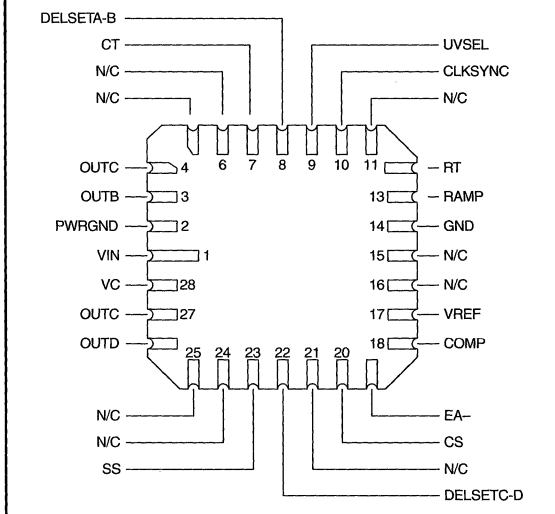 DELSETA-B
CT
N/C
N/C
UVSEL
CLKSYNC
N/C
6 7 8 9 10 11
OUTC 4
OUTB 3
PWRGND 2
VIN 1
VC 28
OUTC 27
OUTD
RT
13 RAMP
14 GND
15 N/C
16 N/C
17 VREF
18 COMP
25 24 23 22 21 20
N/C
N/C
SS
EA–
CS
N/C
DELSETC-D